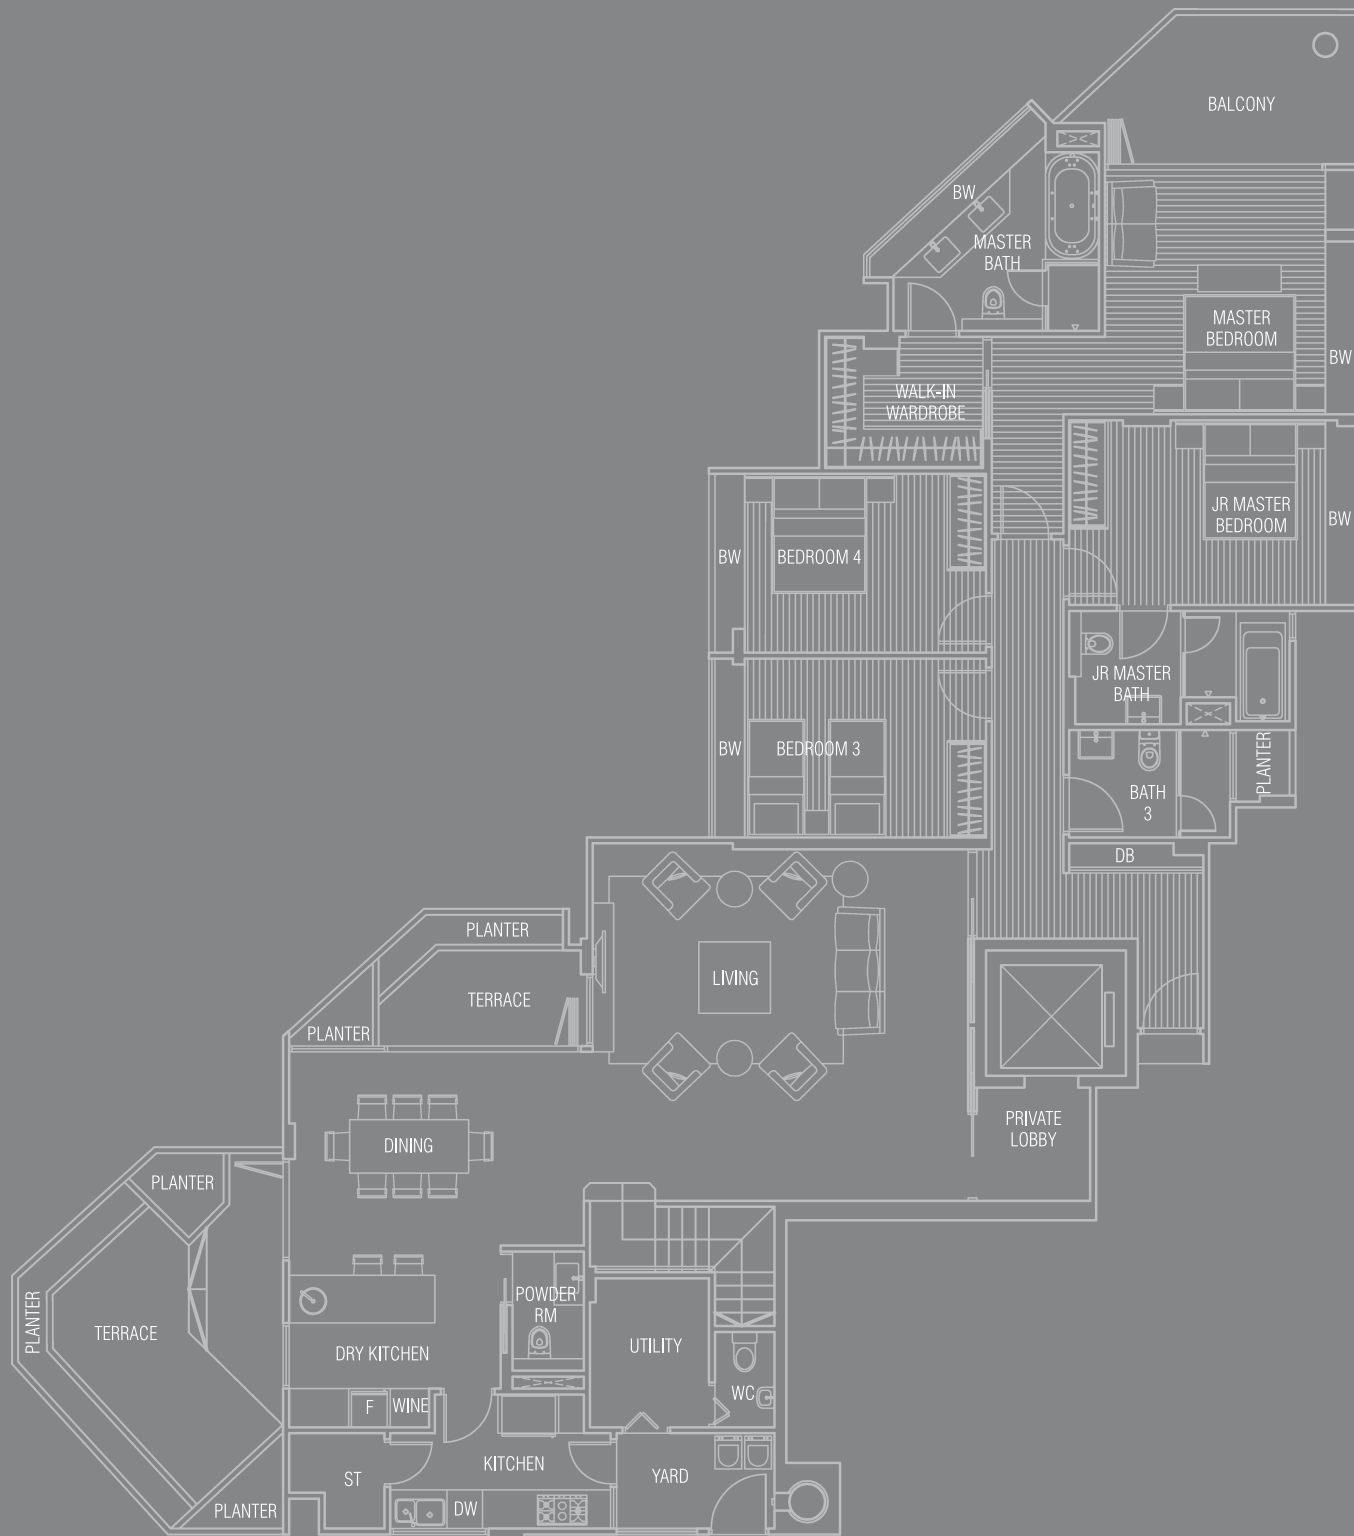 BALCONY
BW
MASTER
BATH
MASTER
BEDROOM
BW
WALK-IN
WARDROBE
JR MASTER
BEDROOM
BW
BW
BEDROOM 4
JR MASTER
BATH
BW
BEDROOM 3
PLANTER
BATH
3
DB
PLANTER
LIVING
TERRACE
PLANTER
PRIVATE
LOBBY
DINING
PLANTER
POWDER
RM
PLANTER
TERRACE
UTILITY
DRY KITCHEN
WC
F
WINE
KITCHEN
ST
YARD
PLANTER
DW